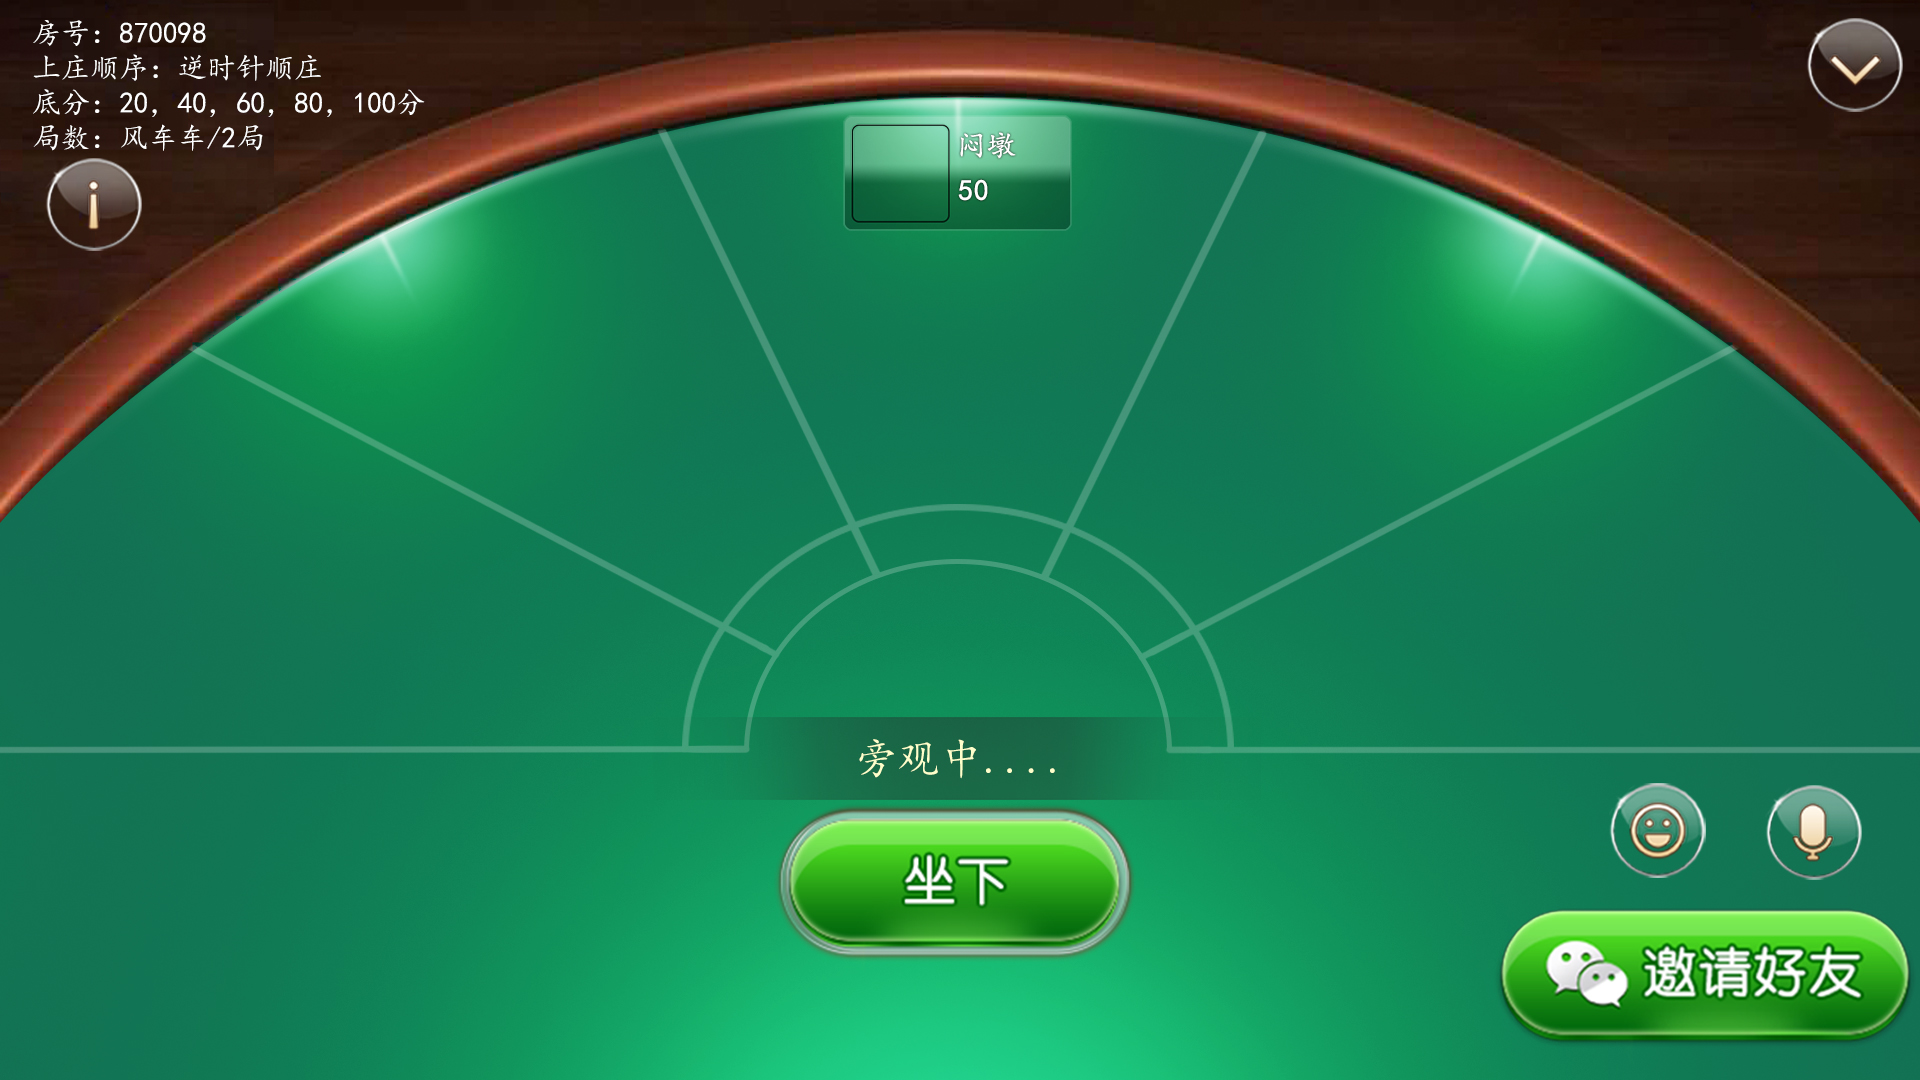 房号：870098
上庄顺序：逆时针顺庄
底分：20，40，60，80，100分
局数：风车车/2局
闷墩
50
旁观中....
坐下
邀请好友